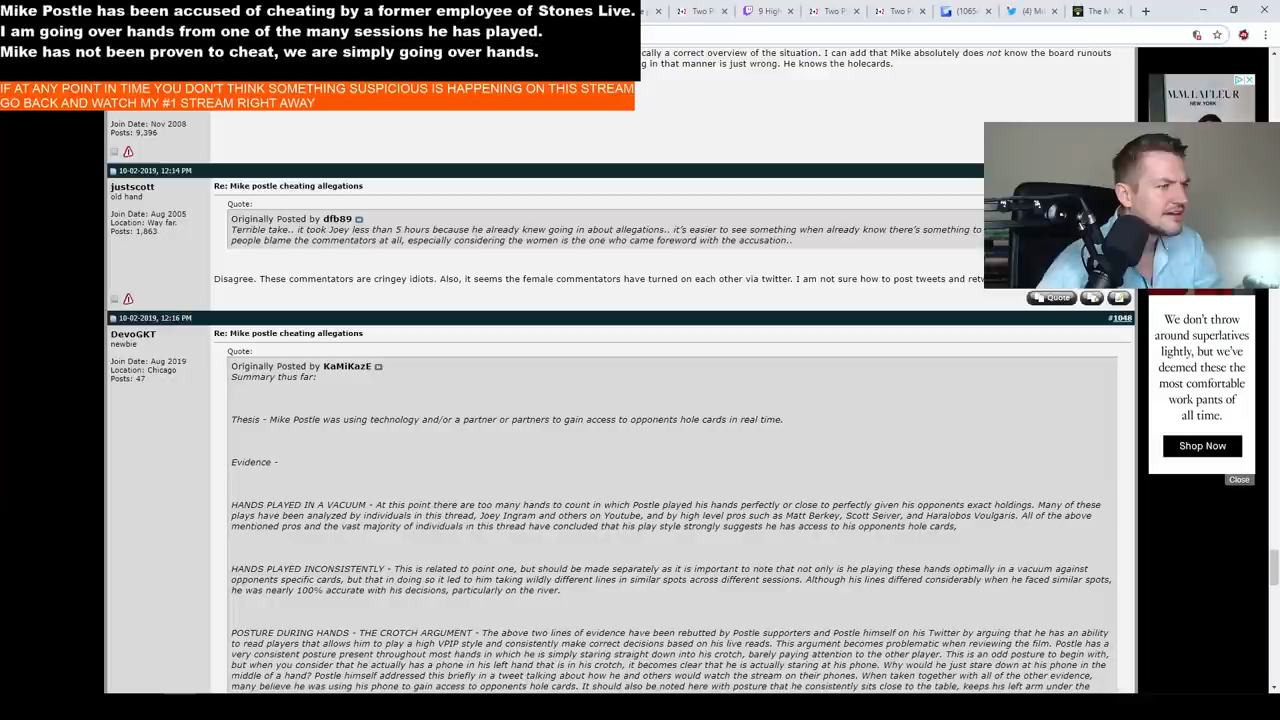 Mike Postle has been accused of cheating by a former employee of Stones Live.
I am going over hands from one of the many sessions he has played.
Mike has not been proven to cheat, we are simply going over hands.
IF AT ANY POINT IN TIME YOU DON'T THINK SOMETHING SUSPICIOUS IS HAPPENING ON THIS STREAM
GO BACK AND WATCH MY #1 STREAM RIGHT AWAY
Two P
9 High
Two P
Two P
(1065
(4) Mi
The M
cally a correct overview of the situation. I can add that Mike absolutely does not know the board runouts
g in that manner is just wrong. He knows the holecards.
Join Date: Nov 2008
Posts: 9,396
M.M.LAFLEUR
NEW YORK
10-02-2019, 12:14 PM
justscott
old hand
Join Date: Aug 2005
Location: Way far.
Posts: 1,863
Re: Mike postle cheating allegations
Quote:
Originally Posted by dfb89
Terrible take.. it took Joey less than 5 hours because he already knew going in about allegations.. it's easier to see something when already know there's something to
people blame the commentators at all, especially considering the women is the one who came foreword with the accusation..
Disagree. These commentators are cringey idiots. Also, it seems the female commentators have turned on each other via twitter. I am not sure how to post tweets and
Quote
10-02-2019, 12:16 PM
#1048
DevoGKT
newbie
Join Date: Aug 2019
Location: Chicago
Posts: 47
Re: Mike postle cheating allegations
Quote:
Originally Posted by KaMiKazE
Summary thus far:
Thesis - Mike Postle was using technology and/or a partner or partners to gain access to opponents hole cards in real time.
Evidence -
HANDS PLAYED IN A VACUUM - At this point there are too many hands to count in which Postle played his hands perfectly or close to perfectly given his opponents exact holdings. Many of these
plays have been analyzed by individuals in this thread, Joey Ingram and others on Youtube, and by high level pros such as Matt Berkey, Scott Seiver, and Haralobos Voulgaris. All of the above
mentioned pros and the vast majority of individuals in this thread have concluded that his play style strongly suggests he has access to his opponents hole cards,
HANDS PLAYED INCONSISTENTLY - This is related to point one, but should be made separately as it is important to note that not only is he playing these hands optimally in a vacuum against
opponents specific cards, but that in doing so it led to him taking wildly different lines in similar spots across different sessions. Although his lines differed considerably when he faced similar spots,
he was nearly 100% accurate with his decisions, particularly on the river.
POSTURE DURING HANDS - THE CROTCH ARGUMENT - The above two lines of evidence have been rebutted by Postle supporters and Postle himself on his Twitter by arguing that he has an ability
to read players that allows him to play a high VPIP style and consistently make correct decisions based on his live reads. This argument becomes problematic when reviewing the film. Postle has a
very consistent posture present throughout most hands in which he is simply staring straight down into his crotch, barely paying attention to the other player. This is an odd posture to begin with,
but when you consider that he actually has a phone in his left hand that is in his crotch, it becomes clear that he is actually staring at his phone. Why would he just stare down at his phone in the
middle of a hand? Postle himself addressed this briefly in a tweet talking about how he and others would watch the stream on their phones. When taken together with all of the other evidence,
many believe he was using his phone to gain access to opponents hole cards. It should also be noted here with posture that he consistently sits close to the table, keeps his left arm under the
We don't throw
around superlatives
lightly, but we've
deemed these the
most comfortable
work pants of
all time.
Shop Now
Close